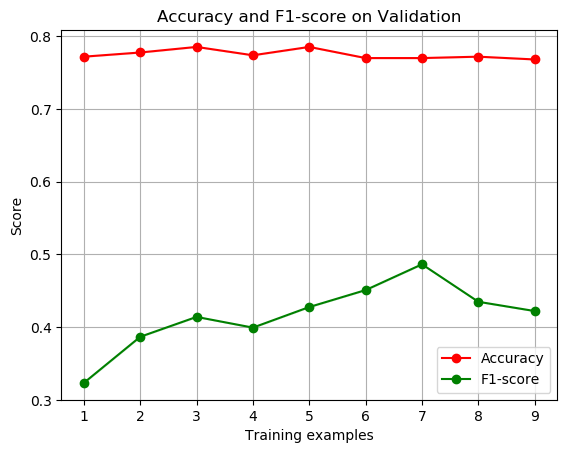 Accuracy and F1-score on Validation
0.8
0.7
0.6
0.5
0.4
0.3
Score
1 2 3 4 5 6 7 8 9
Training examples
Accuracy
F1-score